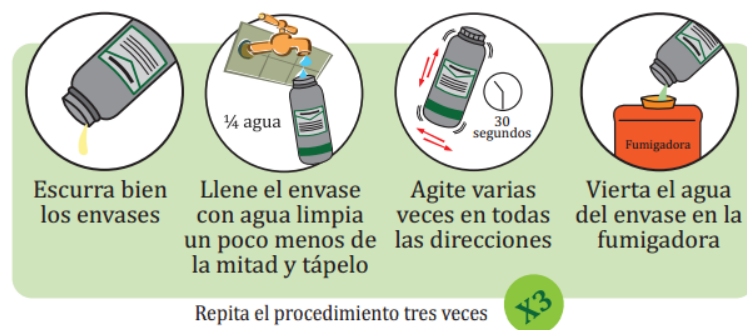 ¼ agua
30
segundos
Fumigadora
Escurra bien
los envases
Llene el envase
con agua limpia
un poco menos de
la mitad y tápelo
Agite varias
veces en todas
las direcciones
Vierta el agua
del envase en la
fumigadora
Repita el procedimiento tres veces
X3